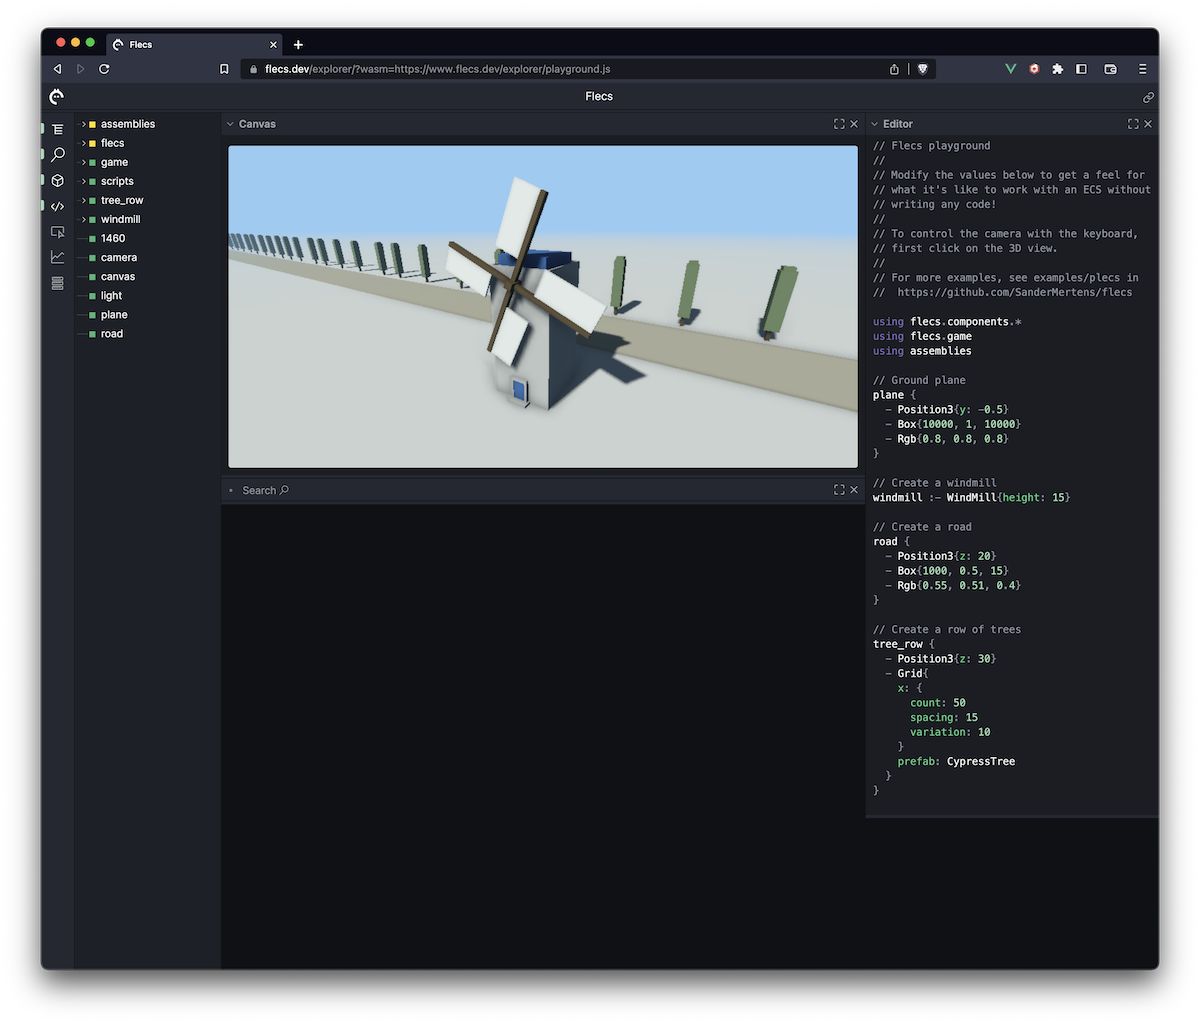 Flecs
flecs.dev/explorer/?wasm=https://www.flecs.dev/explorer/playground.js
Flecs
assemblies
flecs
game
scripts
tree_row
windmill
1460
camera
canvas
light
plane
road
Canvas
Search
Editor
// Flecs playground
//
// Modify the values below to get a feel for
// what it's like to work with an ECS without
// writing any code!
//
// To control the camera with the keyboard,
// first click on the 3D view.
//
// For more examples, see examples/plecs in
//  https://github.com/SanderMertens/flecs
using flecs.components.*
using flecs.game
using assemblies
// Ground plane
plane {
  - Position3{y: -0.5}
  - Box{10000, 1, 10000}
  - Rgb{0.8, 0.8, 0.8}
}
// Create a windmill
windmill :- WindMill{height: 15}
// Create a road
road {
  - Position3{z: 20}
  - Box{1000, 0.5, 15}
  - Rgb{0.55, 0.51, 0.4}
}
// Create a row of trees
tree_row {
  - Position3{z: 30}
  - Grid{
    x: {
      count: 50
      spacing: 15
      variation: 10
    }
    prefab: CypressTree
  }
}